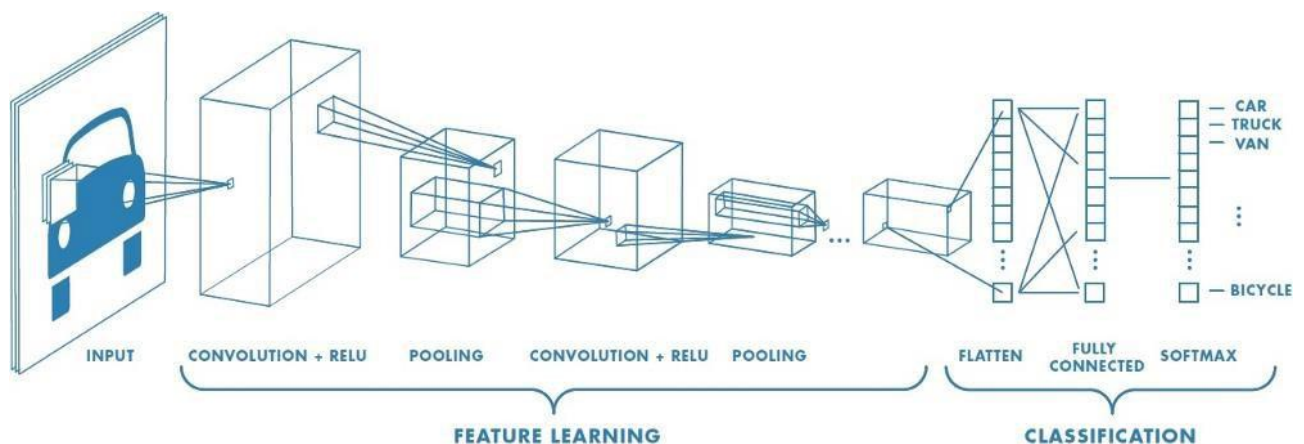 CAR
TRUCK
VAN
BICYCLE
INPUT
CONVOLUTION + RELU
POOLING
CONVOLUTION + RELU
POOLING
FLATTEN
FULLY
CONNECTED
SOFTMAX
FEATURE LEARNING
CLASSIFICATION